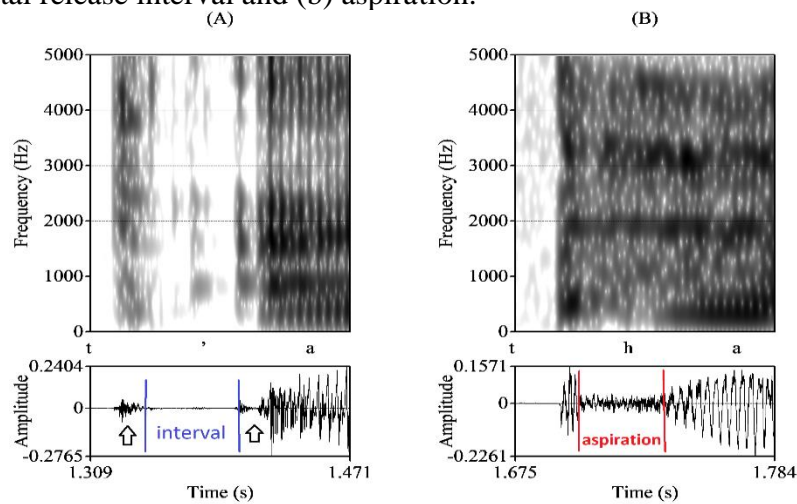 tal release interval and (b) aspiration.
(A)
5000
4000
3000
2000
1000
0
Frequency (Hz)
t ʼ a
0.2404
0
-0.2765
Amplitude
interval
1.309 1.471
Time (s)
(B)
5000
4000
3000
2000
1000
0
Frequency (Hz)
t h a
0.1571
0
-0.2261
Amplitude
aspiration
1.675 1.784
Time (s)